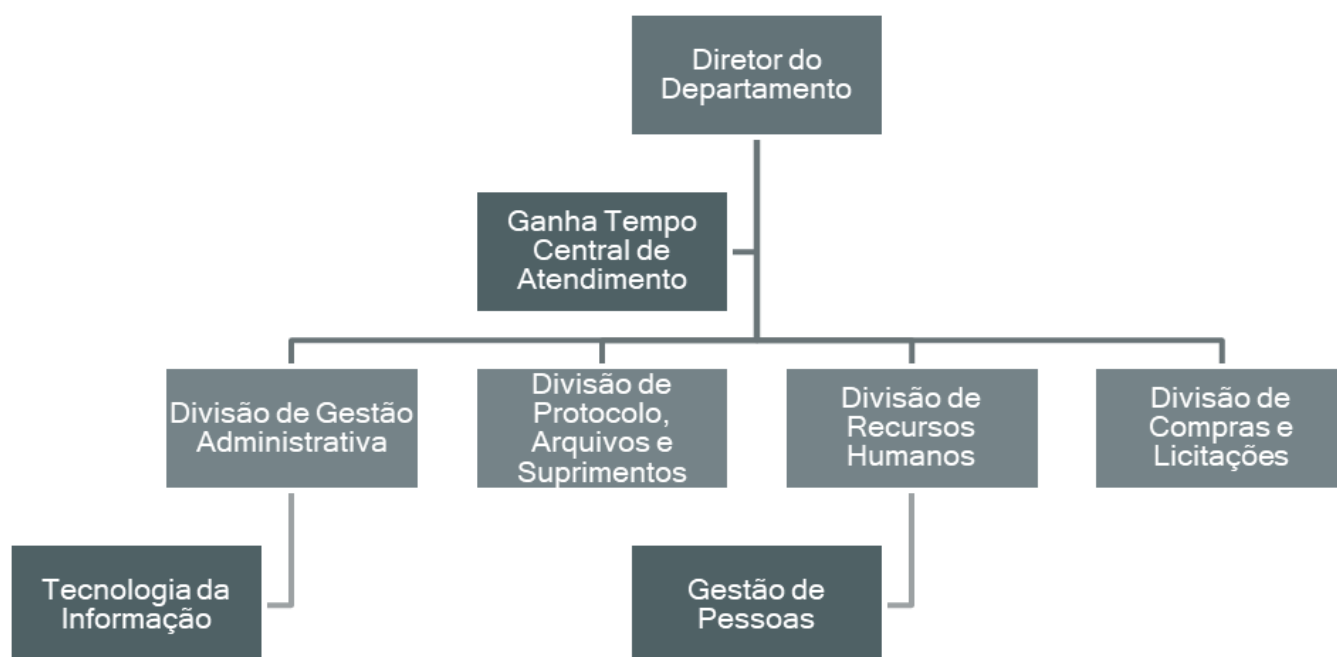 Diretor do
Departamento
Ganha Tempo
Central de
Atendimento
Divisão de Gestão
Administrativa
Divisão de
Protocolo,
Arquivos e
Suprimentos
Divisão de
Recursos
Humanos
Divisão de
Compras e
Licitações
Tecnologia da
Informação
Gestão de
Pessoas